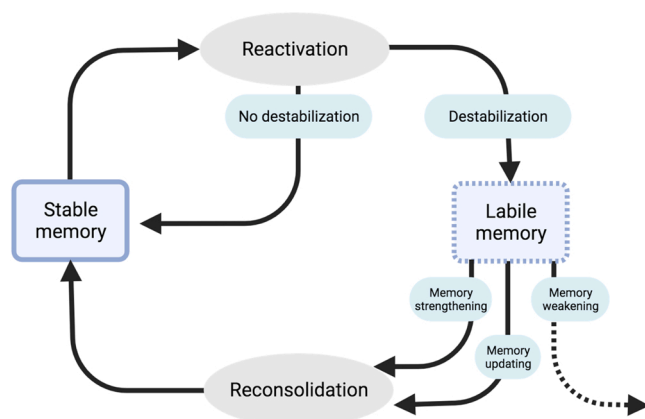 Reactivation
No destabilization
Destabilization
Stable
memory
Labile
memory
Memory
strengthening
Memory
weakening
Memory
updating
Reconsolidation